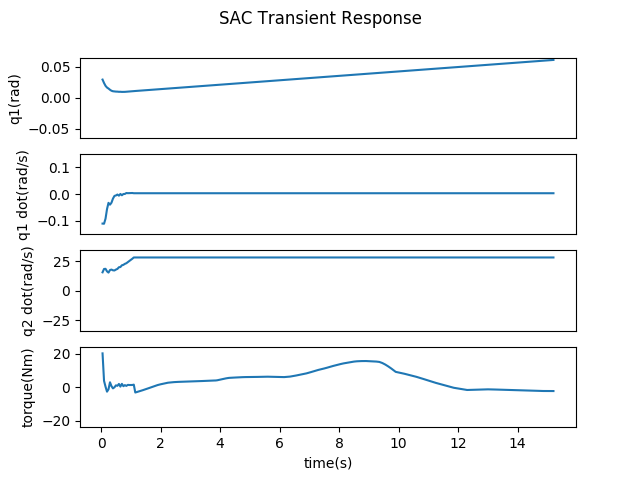 SAC Transient Response
q1(rad)
0.05
0.00
−0.05
q1 dot(rad/s)
0.1
0.0
−0.1
q2 dot(rad/s)
25
0
−25
torque(Nm)
20
0
−20
0 2 4 6 8 10 12 14
time(s)